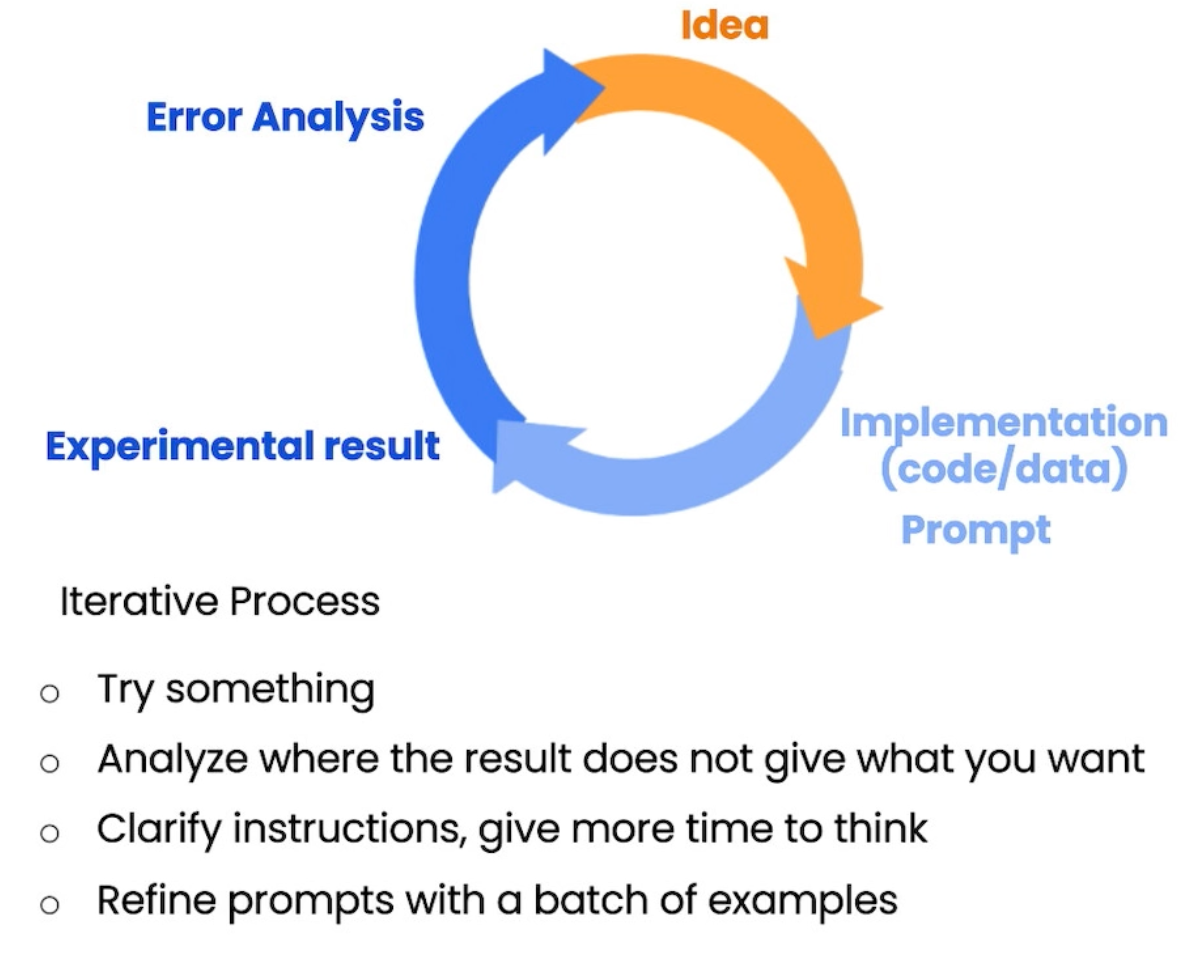 Idea
Error Analysis
Implementation
(code/data)
Prompt
Experimental result
Iterative Process
Try something
Analyze where the result does not give what you want
Clarify instructions, give more time to think
Refine prompts with a batch of examples